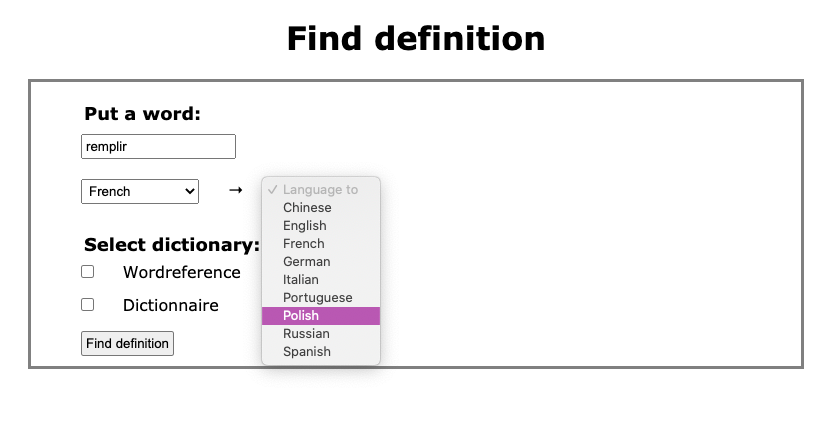 Find definition
Put a word:
remplir
French → ✓ Language to
Chinese
English
French
German
Italian
Portuguese
Polish
Russian
Spanish
Select dictionary:
Wordreference
Dictionnaire
Find definition